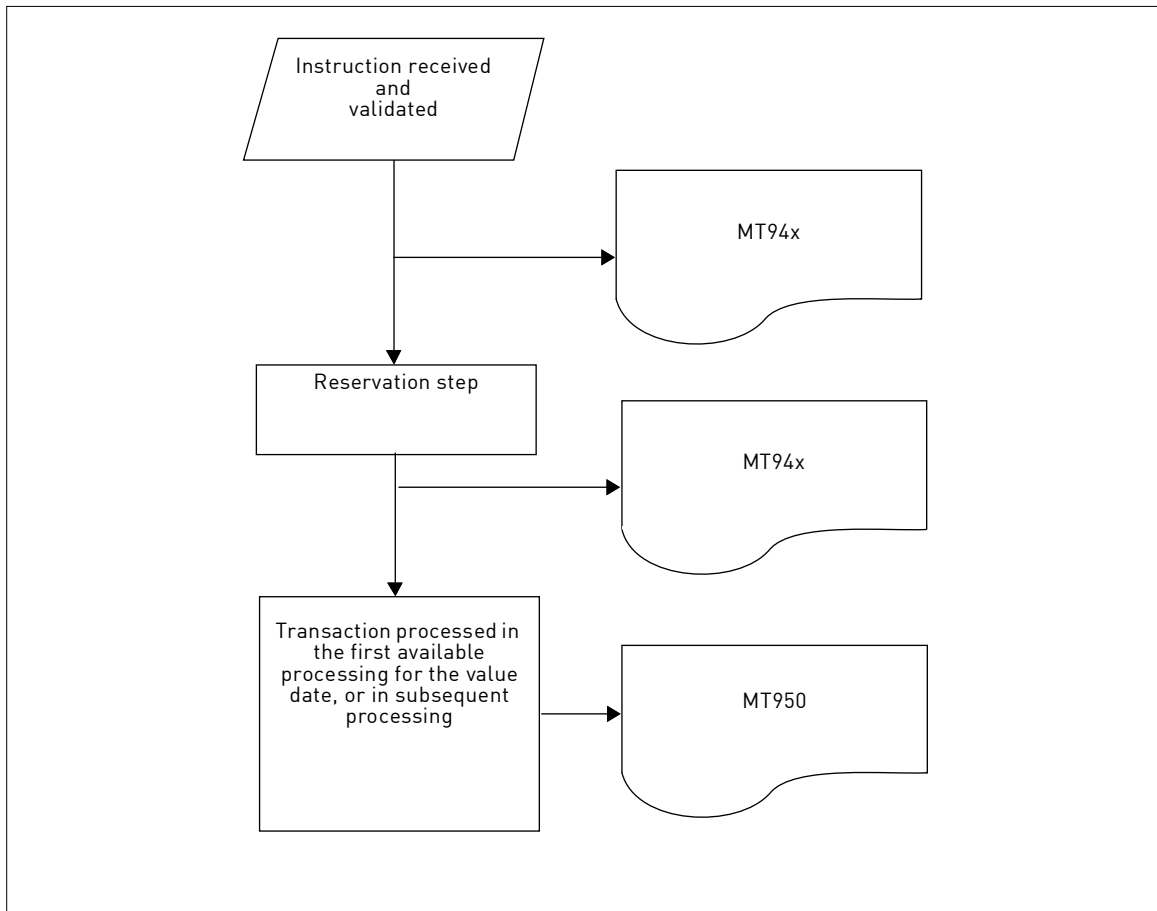 Instruction received
and
validated
MT94x
Reservation step
MT94x
Transaction processed in
the first available
processing for the value
date, or in subsequent
processing
MT950